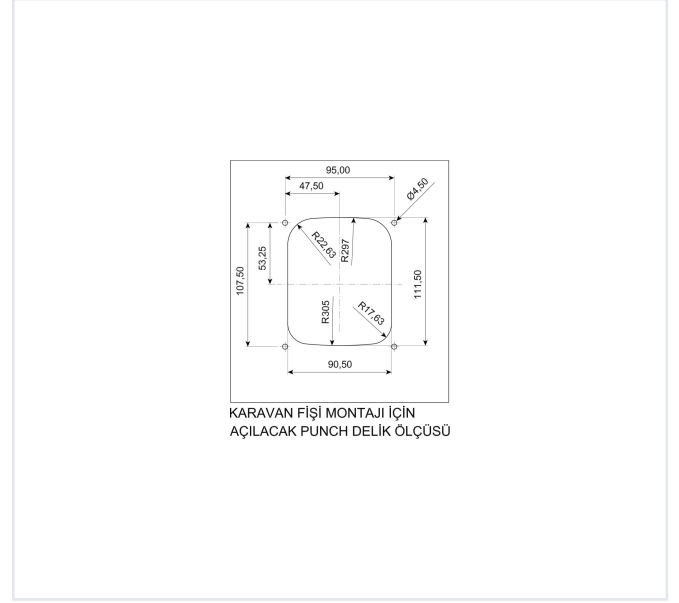 95,00
47,50
Ø4,50
R22,63
R297
53,25
107,50
111,50
R305
R17,63
90,50
KARAVAN FİŞİ MONTAJI İÇİN
AÇILACAK PUNCH DELİK ÖLÇÜSÜ